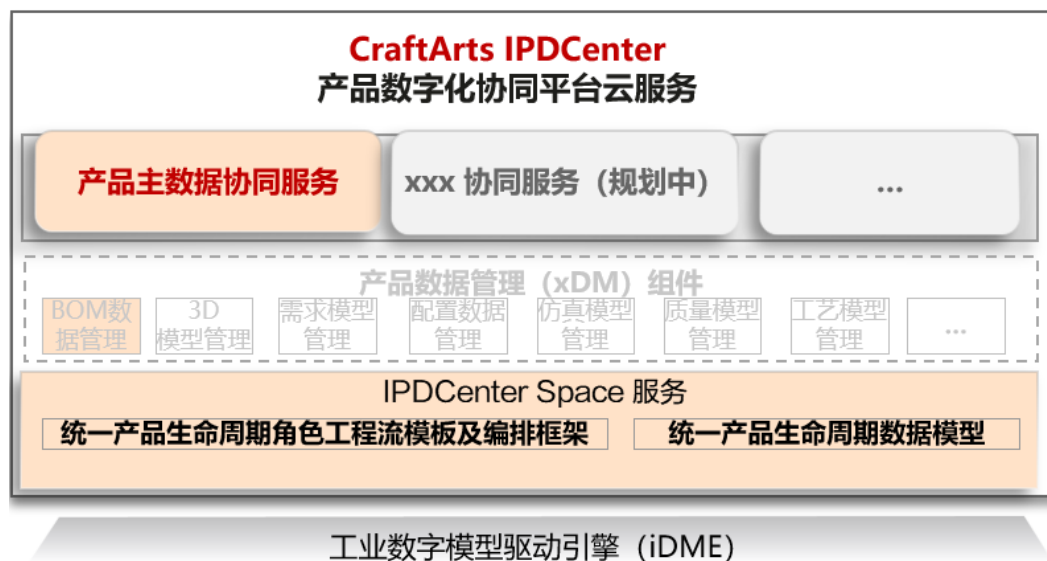 CraftArts IPDCenter
产品数字化协同平台云服务
产品主数据协同服务
xxx 协同服务（规划中）
...
产品数据管理（xDM）组件
BOM数
据管理
3D
模型管理
需求模型
管理
配置数据
管理
仿真模型
管理
质量模型
管理
工艺模型
管理
...
IPDCenter Space 服务
统一产品生命周期角色工程流模板及编排框架
统一产品生命周期数据模型
工业数字模型驱动引擎（iDME）